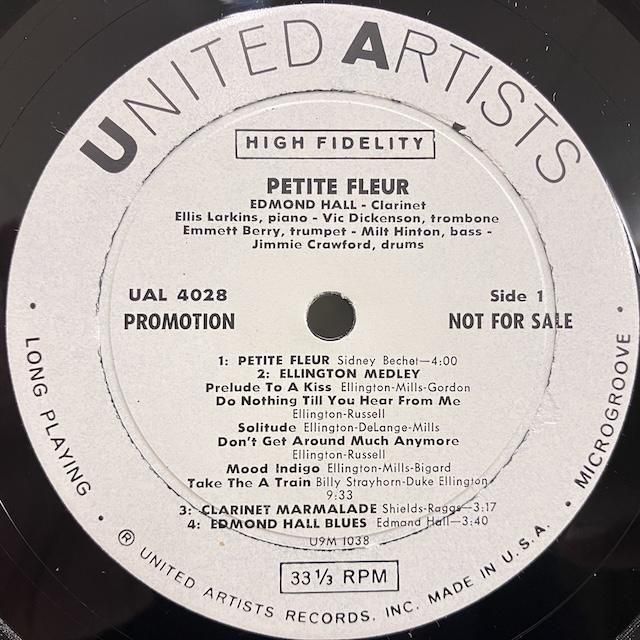 UNITED ARTISTS
HIGH FIDELITY
PETITE FLEUR
EDMOND HALL - Clarinet
Ellis Larkins, piano - Vic Dickenson, trombone
Emmett Berry, trumpet - Milt Hinton, bass -
Jimmie Crawford, drums
UAL 4028
Side 1
PROMOTION
NOT FOR SALE
1: PETITE FLEUR Sidney Bechet—4:00
2: ELLINGTON MEDLEY
Prelude To A Kiss Ellington-Mills-Gordon
Do Nothing Till You Hear From Me
Ellington-Russell
Solitude Ellington-DeLange-Mills
Don't Get Around Much Anymore
Ellington-Russell
Mood Indigo Ellington-Mills-Bigard
Take The A Train Billy Strayhorn-Duke Ellington
9:33
3: CLARINET MARMALADE Shields-Ragas—3:17
4: EDMOND HALL BLUES Edmond Hall—3:40
U9M 1038
33 1/3 RPM
• LONG PLAYING •
• MICROGROOVE •
Ⓡ UNITED ARTISTS RECORDS, INC. MADE IN U.S.A.